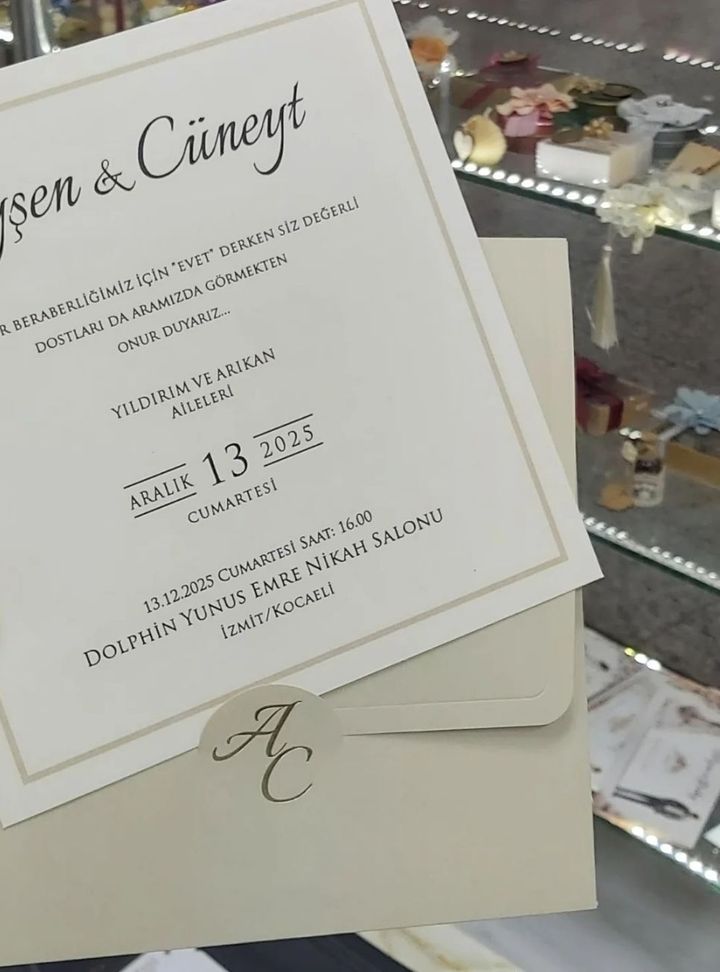 yşen & Cüneyt
R BERABERLİĞİMİZ İÇİN "EVET" DERKEN SİZ DEĞERLİ
DOSTLARI DA ARAMIZDA GÖRMEKTEN
ONUR DUYARIZ...
YILDIRIM VE ARIKAN
AİLELERİ
ARALIK 13 2025
CUMARTESİ
13.12.2025 CUMARTESİ SAAT: 16.00
DOLPHİN YUNUS EMRE NİKAH SALONU
İZMİT/KOCAELİ
A
C